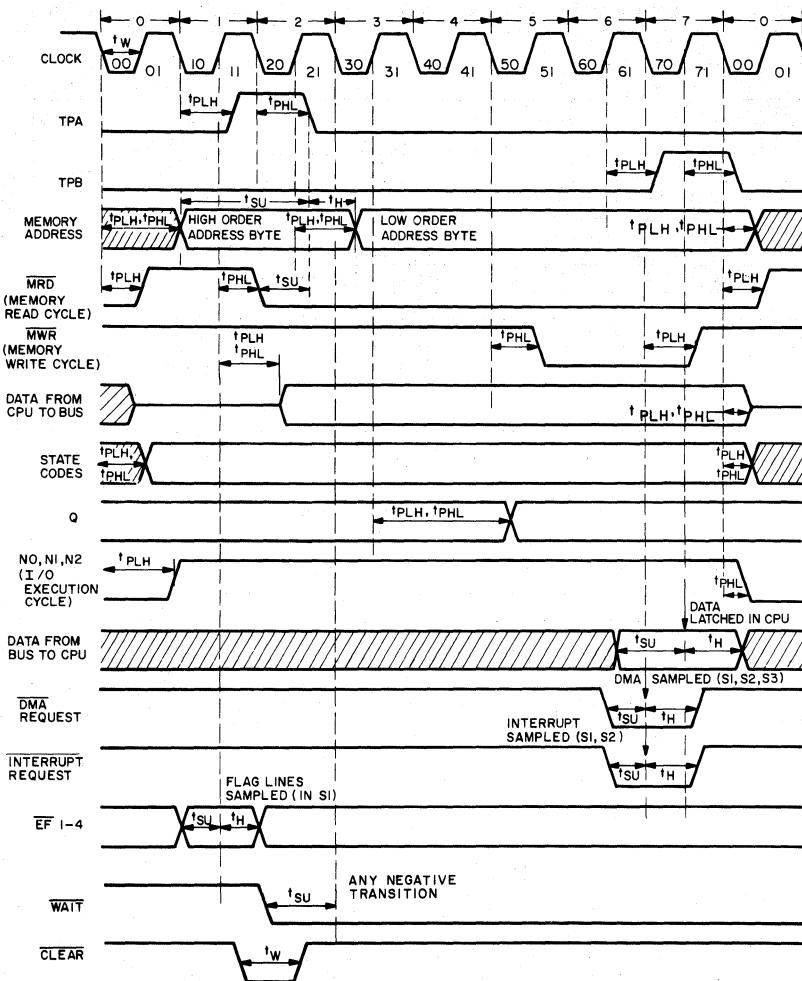 0 1 2 3 4 5 6 7 0
CLOCK
tW
00 01 10 11 20 21 30 31 40 41 50 51 60 61 70 71 00 01
tPLH tPHL
TPA
tPLH tPHL
TPB
tSU tH
MEMORY
ADDRESS
tPLH,tPHL
HIGH ORDER
ADDRESS BYTE
tPLH,tPHL
LOW ORDER
ADDRESS BYTE
tPLH,tPHL
MRD
(MEMORY
READ CYCLE)
tPLH tPHL tSU tPLH
MWR
(MEMORY
WRITE CYCLE)
tPLH
tPHL
tPHL tPLH
DATA FROM
CPU TO BUS
tPLH,tPHL
STATE
CODES
tPLH,
tPHL
tPLH
tPHL
Q
tPLH,tPHL
NO,N1,N2
(I/O
EXECUTION
CYCLE)
tPLH
tPHL
DATA
LATCHED IN CPU
DATA FROM
BUS TO CPU
tSU tH
DMA SAMPLED (S1,S2,S3)
DMA
REQUEST
tSU tH
INTERRUPT
SAMPLED (S1,S2)
INTERRUPT
REQUEST
tSU tH
FLAG LINES
SAMPLED (IN S1)
EF 1-4
tSU tH
WAIT
tSU
ANY NEGATIVE
TRANSITION
CLEAR
tW